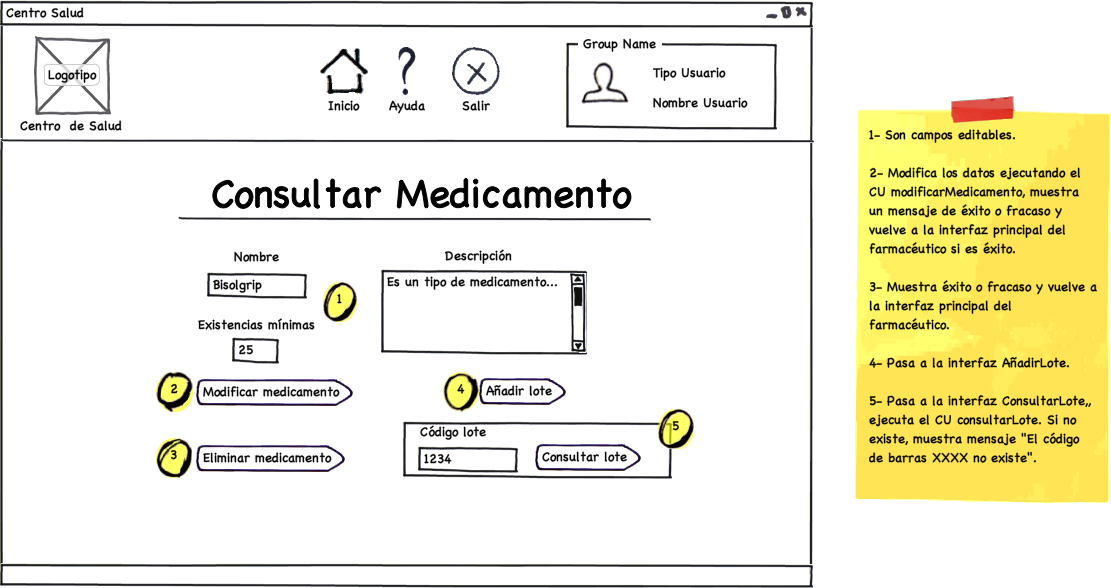 Centro Salud
Logotipo
Centro de Salud
Inicio
Ayuda
Salir
Group Name
Tipo Usuario
Nombre Usuario
Consultar Medicamento
Nombre
Bisolgrip
1
Existencias mínimas
25
Descripción
Es un tipo de medicamento...
2
Modificar medicamento
4
Añadir lote
3
Eliminar medicamento
5
Código lote
1234
Consultar lote
1- Son campos editables.
2- Modifica los datos ejecutando el
CU modificarMedicamento, muestra
un mensaje de éxito o fracaso y
vuelve a la interfaz principal del
farmacéutico si es éxito.
3- Muestra éxito o fracaso y vuelve a
la interfaz principal del
farmacéutico.
4- Pasa a la interfaz AñadirLote.
5- Pasa a la interfaz ConsultarLote,,
ejecuta el CU consultarLote. Si no
existe, muestra mensaje "El código
de barras XXXX no existe".